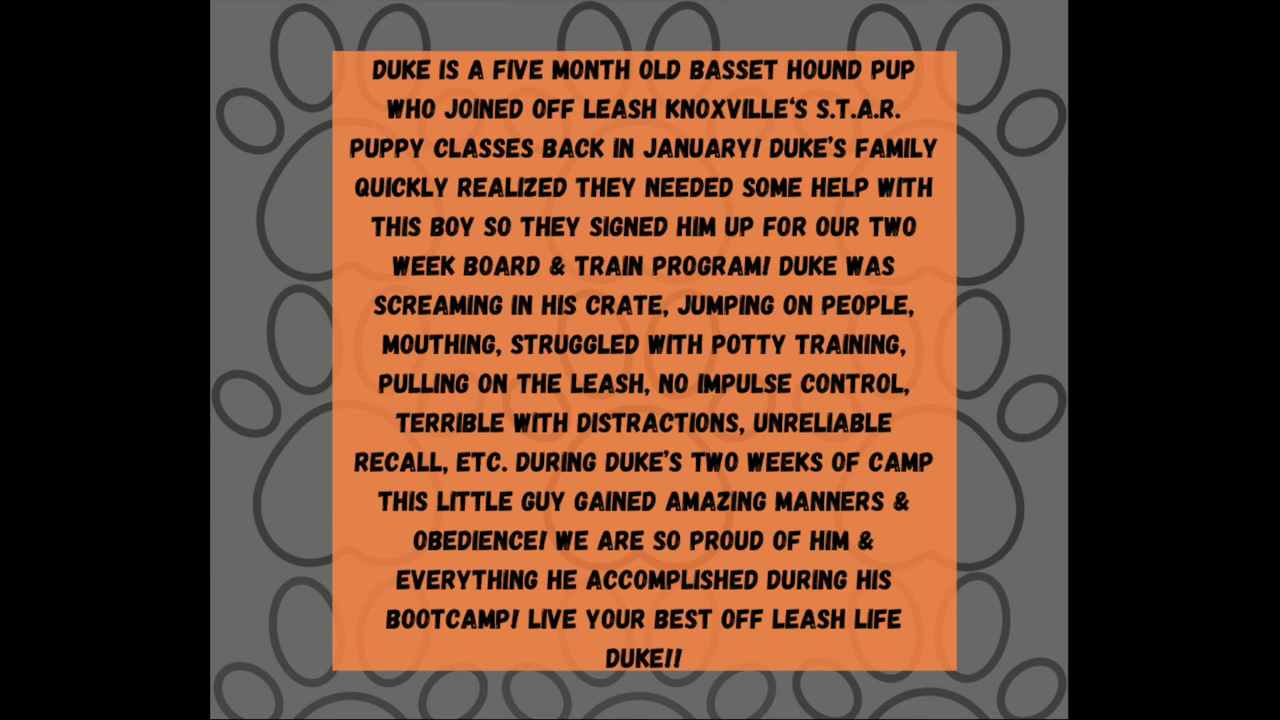 DUKE IS A FIVE MONTH OLD BASSET HOUND PUP
WHO JOINED OFF LEASH KNOXVILLE‘S S.T.A.R.
PUPPY CLASSES BACK IN JANUARY! DUKE’S FAMILY
QUICKLY REALIZED THEY NEEDED SOME HELP WITH
THIS BOY SO THEY SIGNED HIM UP FOR OUR TWO
WEEK BOARD & TRAIN PROGRAM! DUKE WAS
SCREAMING IN HIS CRATE, JUMPING ON PEOPLE,
MOUTHING, STRUGGLED WITH POTTY TRAINING,
PULLING ON THE LEASH, NO IMPULSE CONTROL,
TERRIBLE WITH DISTRACTIONS, UNRELIABLE
RECALL, ETC. DURING DUKE’S TWO WEEKS OF CAMP
THIS LITTLE GUY GAINED AMAZING MANNERS &
OBEDIENCE! WE ARE SO PROUD OF HIM &
EVERYTHING HE ACCOMPLISHED DURING HIS
BOOTCAMP! LIVE YOUR BEST OFF LEASH LIFE
DUKE!!